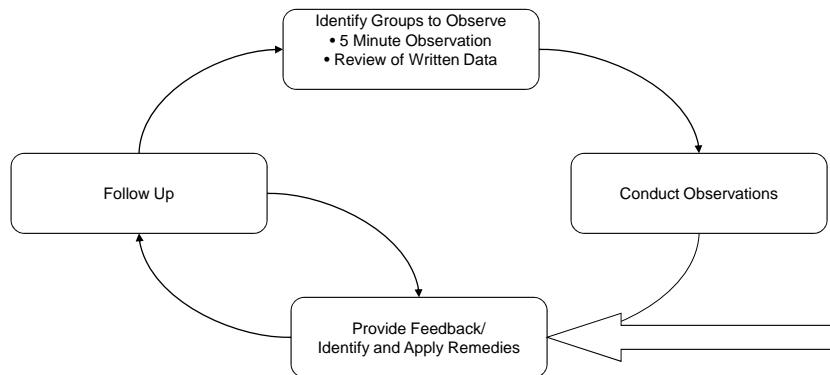 Identify Groups to Observe
• 5 Minute Observation
• Review of Written Data
Follow Up
Conduct Observations
Provide Feedback/
Identify and Apply Remedies